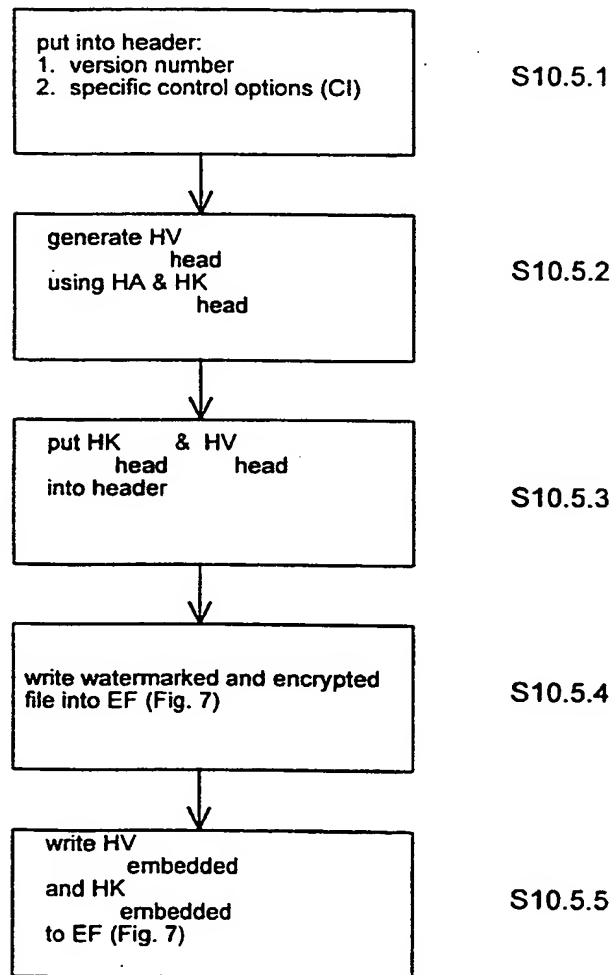 put into header:
1. version number
2. specific control options (CI)
S10.5.1
generate HV
head
using HA & HK
head
S10.5.2
put HK & HV
head head
into header
S10.5.3
write watermarked and encrypted
file into EF (Fig. 7)
S10.5.4
write HV
embedded
and HK
embedded
to EF (Fig. 7)
S10.5.5